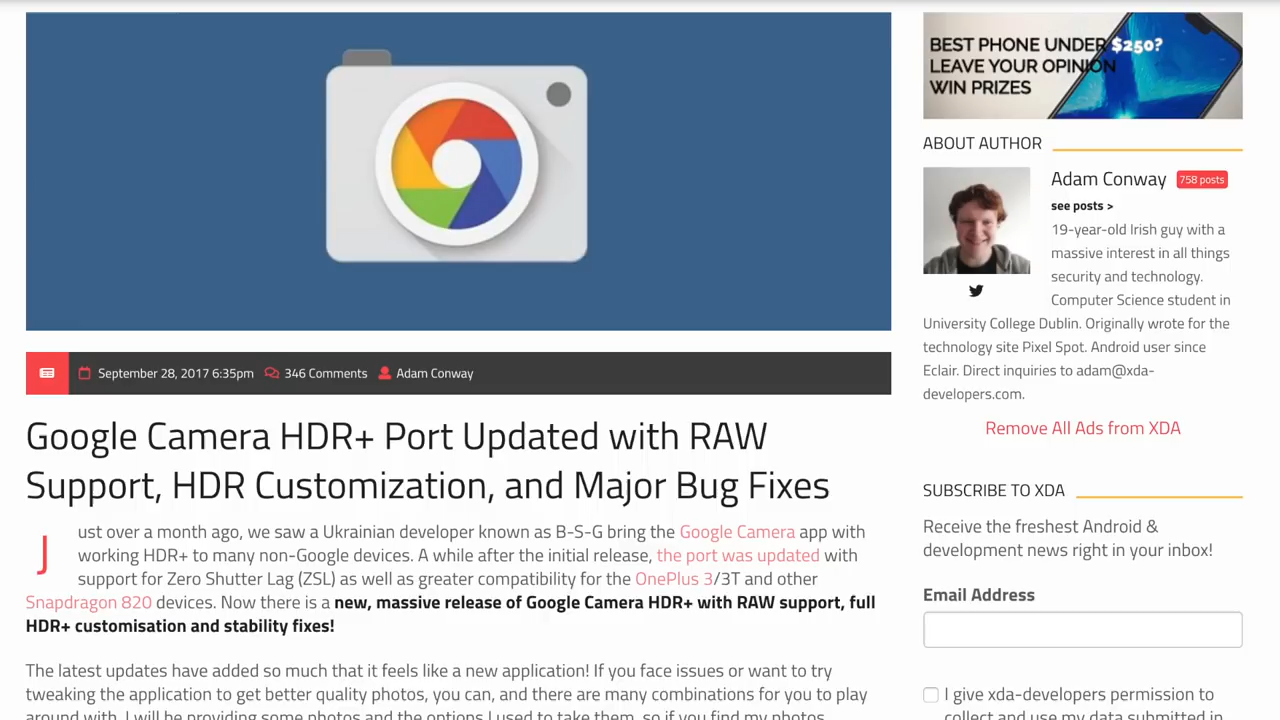 BEST PHONE UNDER $250?
LEAVE YOUR OPINION
WIN PRIZES
September 28, 2017 6:35pm 346 Comments Adam Conway
Google Camera HDR+ Port Updated with RAW
Support, HDR Customization, and Major Bug Fixes
Just over a month ago, we saw a Ukrainian developer known as B-S-G bring the Google Camera app with
working HDR+ to many non-Google devices. A while after the initial release, the port was updated with
support for Zero Shutter Lag (ZSL) as well as greater compatibility for the OnePlus 3/3T and other
Snapdragon 820 devices. Now there is a new, massive release of Google Camera HDR+ with RAW support, full
HDR+ customisation and stability fixes!
The latest updates have added so much that it feels like a new application! If you face issues or want to try
tweaking the application to get better quality photos, you can, and there are many combinations for you to play
around with. I will be providing some photos and the options I used to take them, so if you find my photos
ABOUT AUTHOR
Adam Conway 758 posts
see posts >
19-year-old Irish guy with a
massive interest in all things
security and technology.
Computer Science student in
University College Dublin. Originally wrote for the
technology site Pixel Spot. Android user since
Eclair. Direct inquiries to adam@xda-
developers.com.
Remove All Ads from XDA
SUBSCRIBE TO XDA
Receive the freshest Android &
development news right in your inbox!
Email Address
I give xda-developers permission to
collect and use my data submitted in